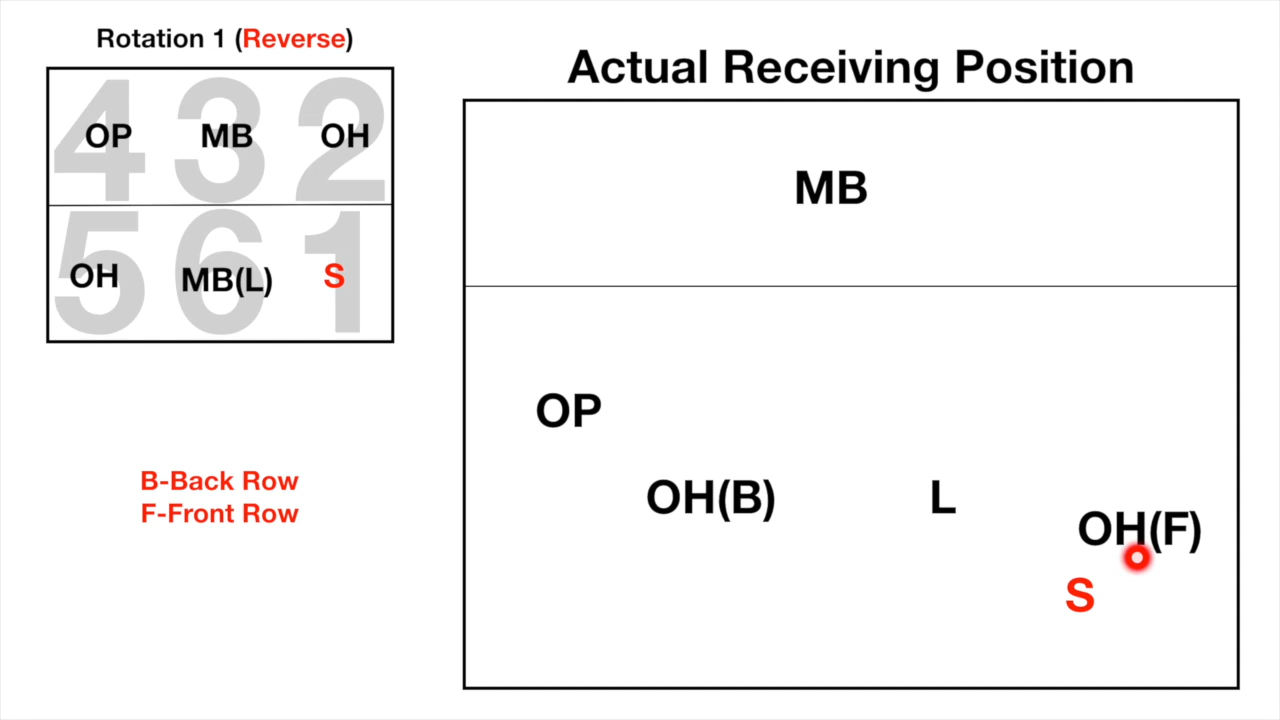 Rotation 1 (Reverse)
4 3 2
OP MB OH
5 6 1
OH MB(L) S
B-Back Row
F-Front Row
Actual Receiving Position
MB
OP
OH(B) L OH(F)
S